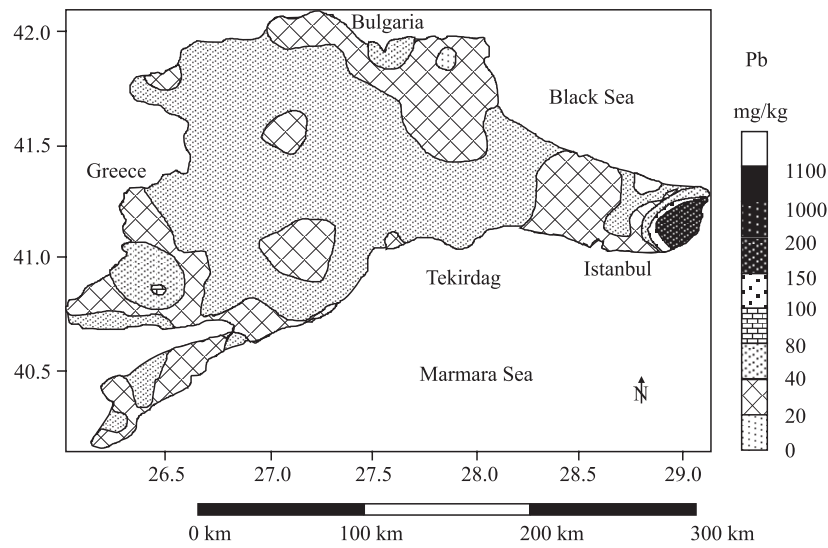 42.0
41.5
41.0
40.5
26.5 27.0 27.5 28.0 28.5 29.0
Bulgaria
Black Sea
Greece
Istanbul
Tekirdag
Marmara Sea
N
Pb
mg/kg
1100
1000
200
150
100
80
40
20
0
0 km 100 km 200 km 300 km